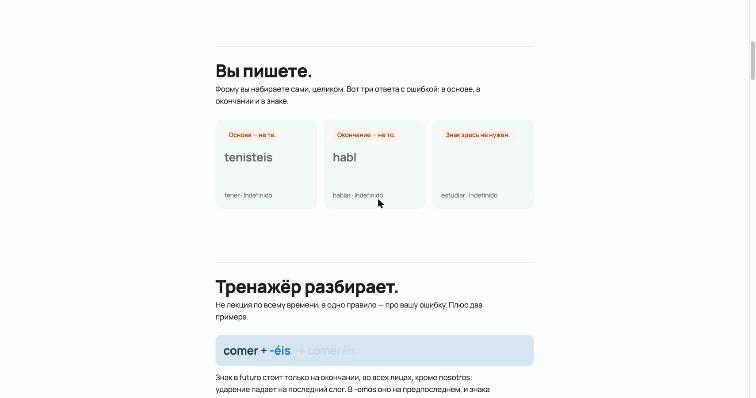 Вы пишете.
Форму вы набираете сами, целиком. Вот три ответа с ошибкой: в основе, в
окончании и в знаке.
Основа — не та.
tenisteis
tener · Indefinido
Окончание — не то.
habl
hablar · Indefinido
Знак здесь не нужен.
estudiar · Indefinido
Тренажёр разбирает.
Не лекция по всему времени, а одно правило — про вашу ошибку. Плюс два
примера.
comer + -éis → comeréis
Знак в futuro стоит только на окончании, во всех лицах, кроме nosotros:
ударение падает на последний слог. В -emos оно на предпоследнем, и знака